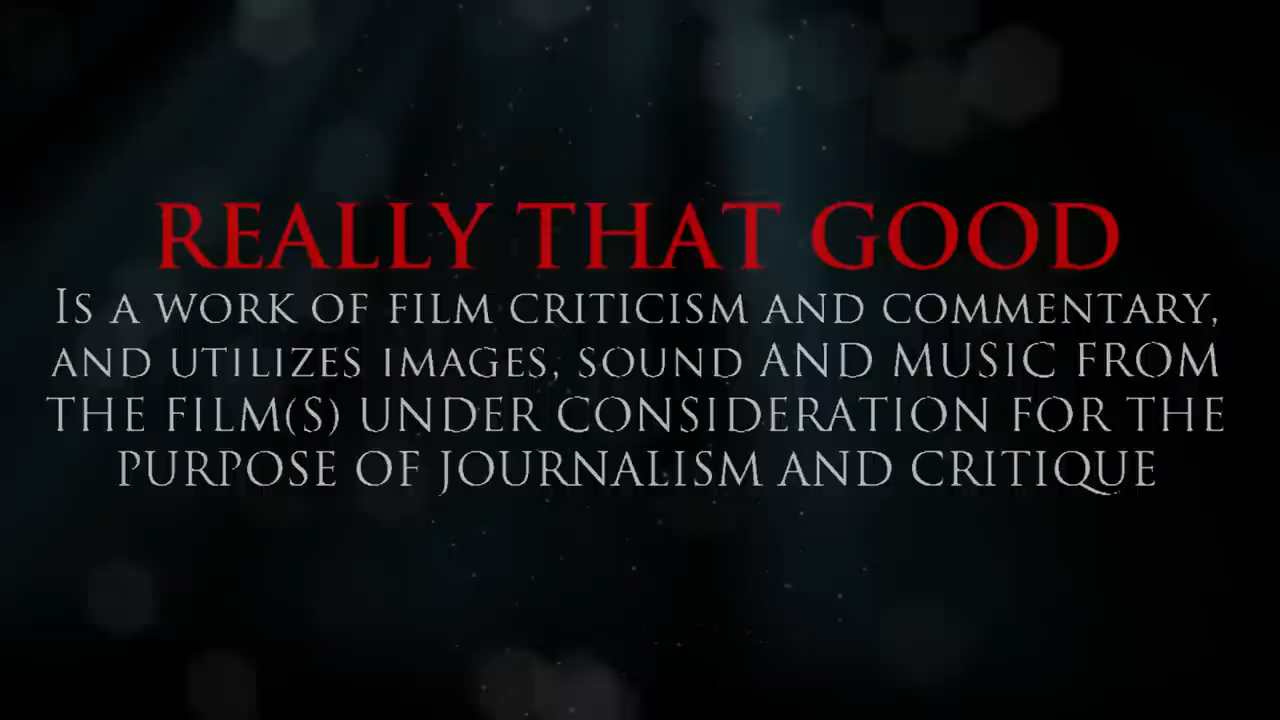 REALLY THAT GOOD
IS A WORK OF FILM CRITICISM AND COMMENTARY,
AND UTILIZES IMAGES, SOUND AND MUSIC FROM
THE FILM(S) UNDER CONSIDERATION FOR THE
PURPOSE OF JOURNALISM AND CRITIQUE